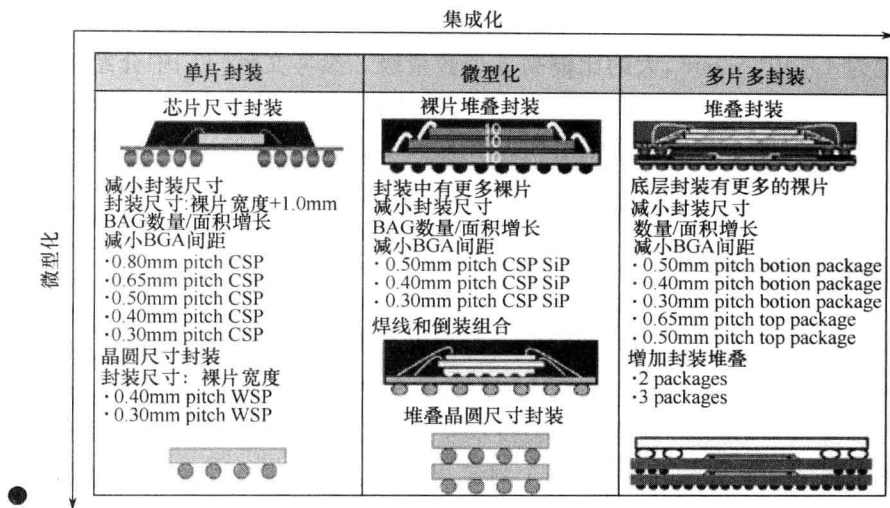 集成化
微型化
单片封装
芯片尺寸封装
减小封装尺寸
封装尺寸:裸片宽度+1.0mm
BAG数量/面积增长
减小BGA间距
·0.80mm pitch CSP
·0.65mm pitch CSP
·0.50mm pitch CSP
·0.40mm pitch CSP
·0.30mm pitch CSP
晶圆尺寸封装
封装尺寸：裸片宽度
·0.40mm pitch WSP
·0.30mm pitch WSP
微型化
裸片堆叠封装
10
10
10
封装中有更多裸片
减小封装尺寸
BAG数量/面积增长
减小BGA间距
·0.50mm pitch CSP SiP
·0.40mm pitch CSP SiP
·0.30mm pitch CSP SiP
焊线和倒装组合
堆叠晶圆尺寸封装
多片多封装
堆叠封装
底层封装有更多的裸片
减小封装尺寸
数量/面积增长
减小BGA间距
·0.50mm pitch botion package
·0.40mm pitch botion package
·0.30mm pitch botion package
·0.65mm pitch top package
·0.50mm pitch top package
增加封装堆叠
·2 packages
·3 packages